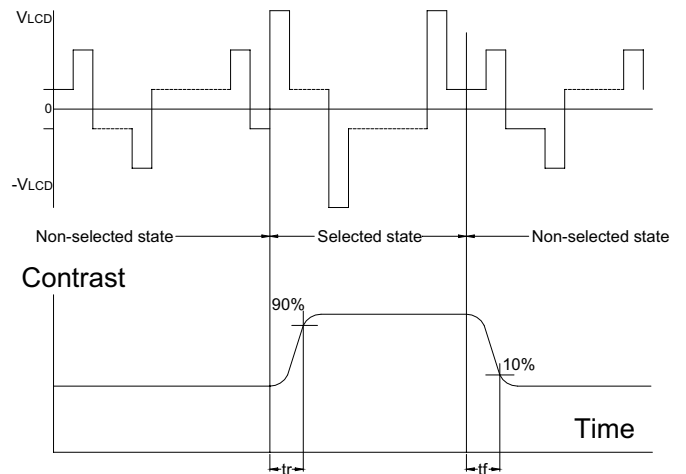 VLCD
0
-VLCD
Non-selected state Selected state Non-selected state
Contrast
90%
10%
Time
tr tf